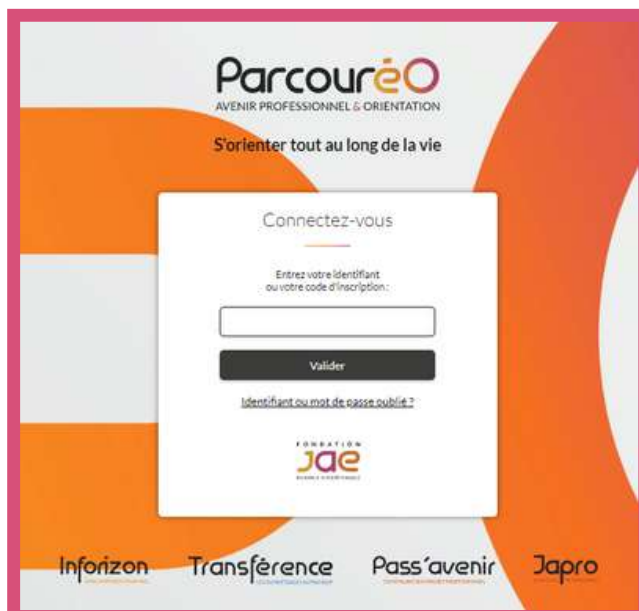 ParcouréO
AVENIR PROFESSIONNEL & ORIENTATION
S'orienter tout au long de la vie
Connectez-vous
Entrez votre identifiant
ou votre code d'inscription :
Valider
Identifiant ou mot de passe oublié ?
FONDATION
JAE
Inforizon Transférence Pass'avenir Japro